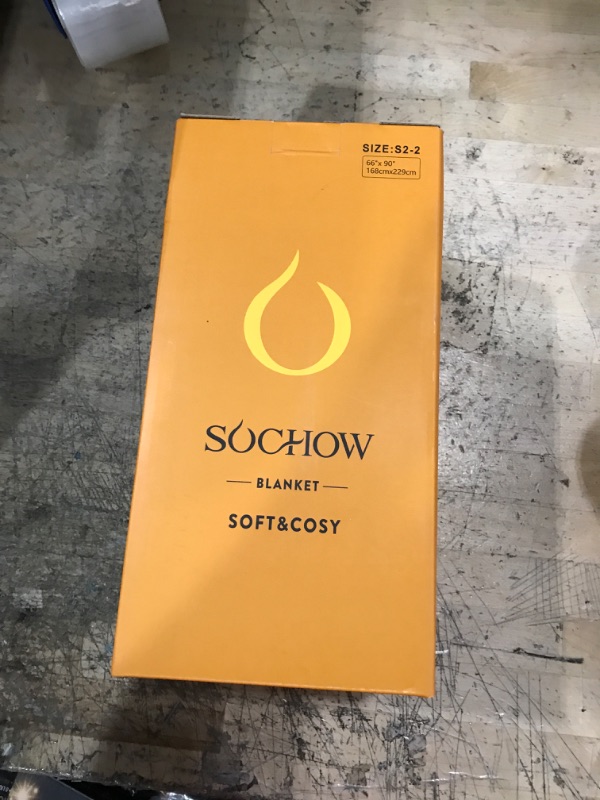 SIZE:S2-2
66"x 90"
168cmx229cm
SOCHOW
BLANKET
SOFT&COSY